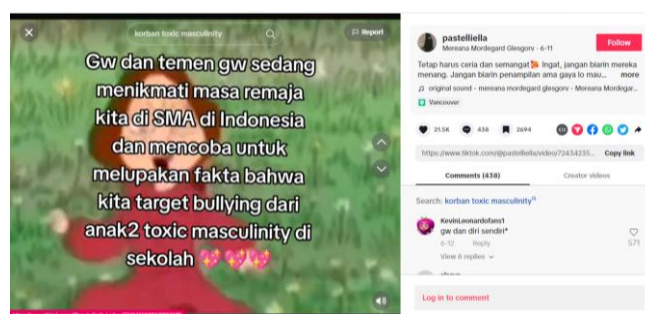 korban toxic masculinity
Report
Gw dan temen gw sedang
menikmati masa remaja
kita di SMA di Indonesia
dan mencoba untuk
melupakan fakta bahwa
kita target bullying dari
anak2 toxic masculinity di
sekolah 💖💖💖
pastelliella
Mereana Mordegard Glesgorv · 6-11
Follow
Tetap harus ceria dan semangat Ingat, jangan biarin mereka
menang. Jangan biarin penampilan ama gaya lo mau... more
original sound - mereana mordegard glesgorv - Mereana Mordegar...
Vancouver
21.5K 438 2694
https://www.tiktok.com/@pastelliella/video/72434235... Copy link
Comments (438) Creator videos
Search: korban toxic masculinity
KevinLeonardofans1
gw dan diri sendiri*
6-12 Reply 571
View 8 replies
Log in to comment